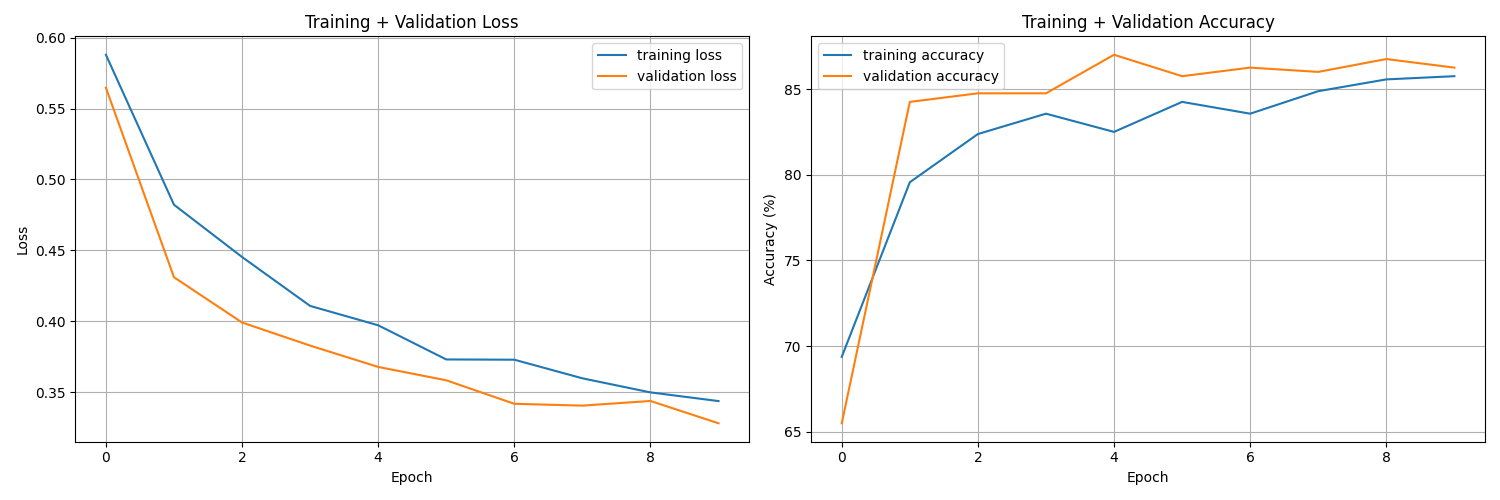 Training + Validation Loss
training loss
validation loss
0.60
0.55
0.50
0.45
0.40
0.35
Loss
0 2 4 6 8
Epoch
Training + Validation Accuracy
training accuracy
validation accuracy
85
80
75
70
65
Accuracy (%)
0 2 4 6 8
Epoch